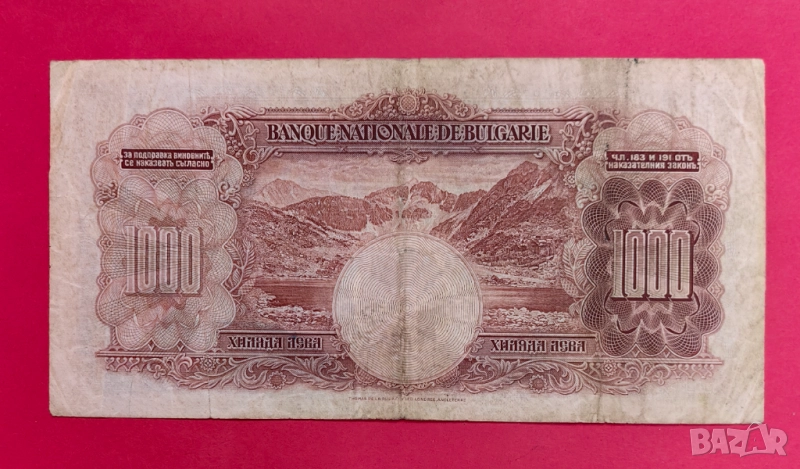 BANQUE NATIONALE DE BULGARIE
ЗА ПОДПРАВКА ВИНОВНИТѢ
СЕ НАКАЗВАТЪ СЪГЛАСНО
ЧЛ. 183 И 191 ОТЪ
НАКАЗАТЕЛНИЯ ЗАКОНЪ.
1000
1000
ХИЛЯДА ЛЕВА
ХИЛЯДА ЛЕВА
BAZAR